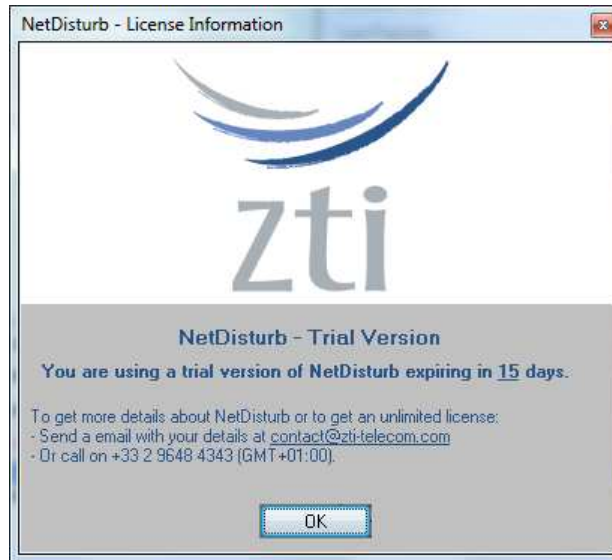 NetDisturb - License Information
zti
NetDisturb - Trial Version
You are using a trial version of NetDisturb expiring in 15 days.
To get more details about NetDisturb or to get an unlimited license:
- Send a email with your details at contact@zti-telecom.com
- Or call on +33 2 9648 4343 (GMT+01:00).
OK